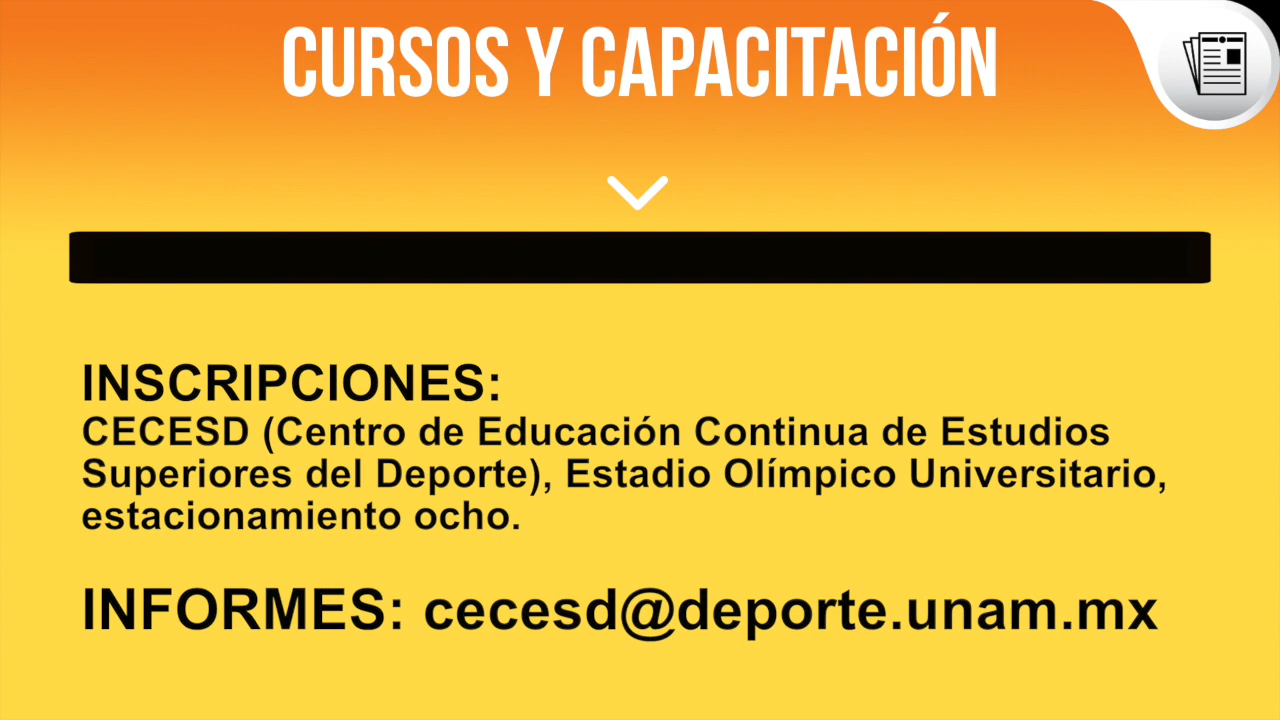 CURSOS Y CAPACITACIÓN
INSCRIPCIONES:
CECESD (Centro de Educación Continua de Estudios
Superiores del Deporte), Estadio Olímpico Universitario,
estacionamiento ocho.
INFORMES: cecesd@deporte.unam.mx